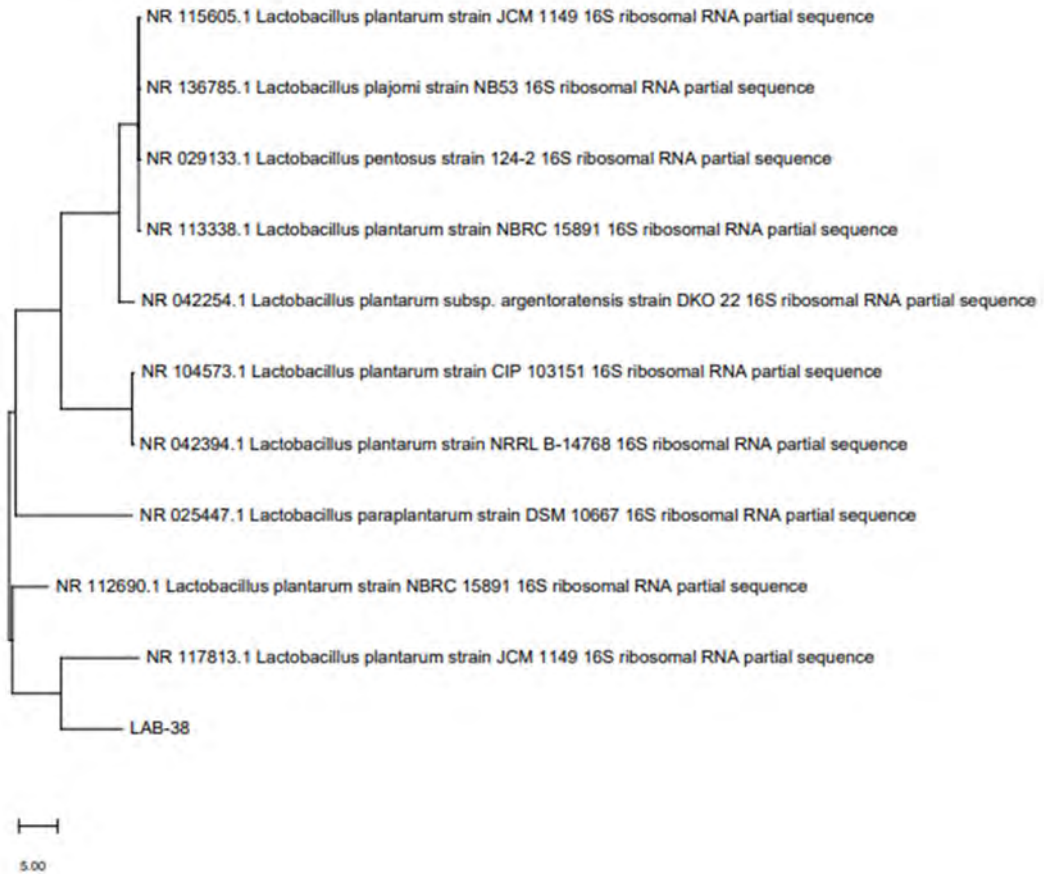 NR 115605.1 Lactobacillus plantarum strain JCM 1149 16S ribosomal RNA partial sequence
NR 136785.1 Lactobacillus plajomi strain NB53 16S ribosomal RNA partial sequence
NR 029133.1 Lactobacillus pentosus strain 124-2 16S ribosomal RNA partial sequence
NR 113338.1 Lactobacillus plantarum strain NBRC 15891 16S ribosomal RNA partial sequence
NR 042254.1 Lactobacillus plantarum subsp. argentoratensis strain DKO 22 16S ribosomal RNA partial sequence
NR 104573.1 Lactobacillus plantarum strain CIP 103151 16S ribosomal RNA partial sequence
NR 042394.1 Lactobacillus plantarum strain NRRL B-14768 16S ribosomal RNA partial sequence
NR 025447.1 Lactobacillus paraplantarum strain DSM 10667 16S ribosomal RNA partial sequence
NR 112690.1 Lactobacillus plantarum strain NBRC 15891 16S ribosomal RNA partial sequence
NR 117813.1 Lactobacillus plantarum strain JCM 1149 16S ribosomal RNA partial sequence
LAB-38
5.00